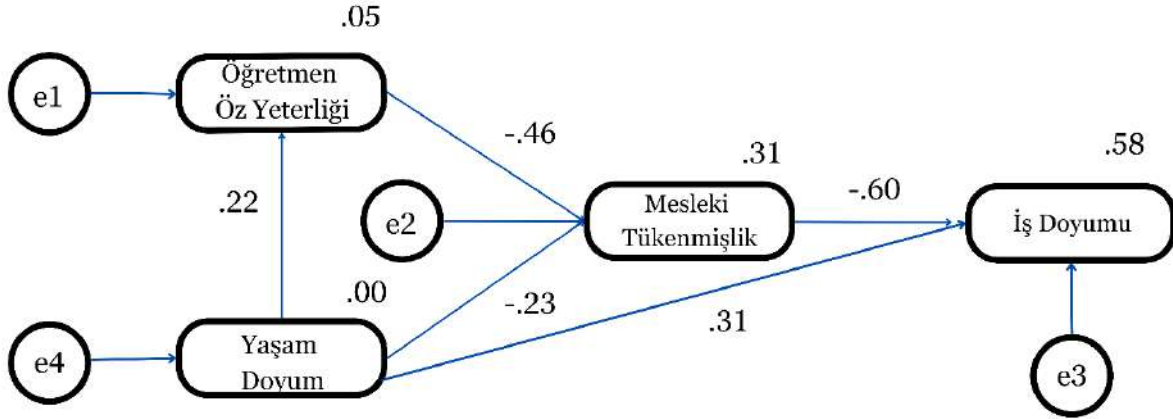 .05
Öğretmen
Öz Yeterliği
e1
-.46
.31
.58
.22
e2
Mesleki
Tükenmişlik
-.60
İş Doyumu
.00
-.23
.31
e4
Yaşam
Doyum
e3